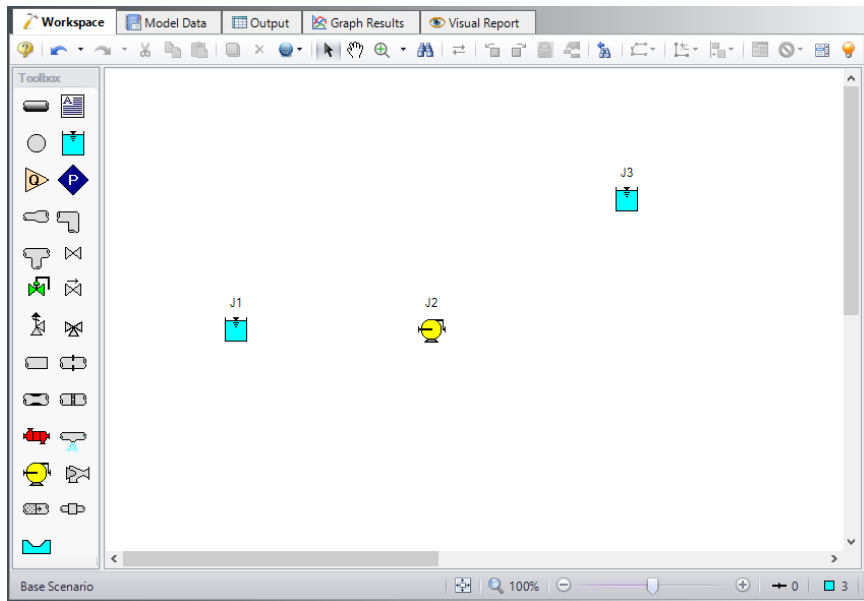 Workspace
Model Data
Output
Graph Results
Visual Report
Toolbox
A
Q
P
J3
J1
J2
Base Scenario
100%
0
3